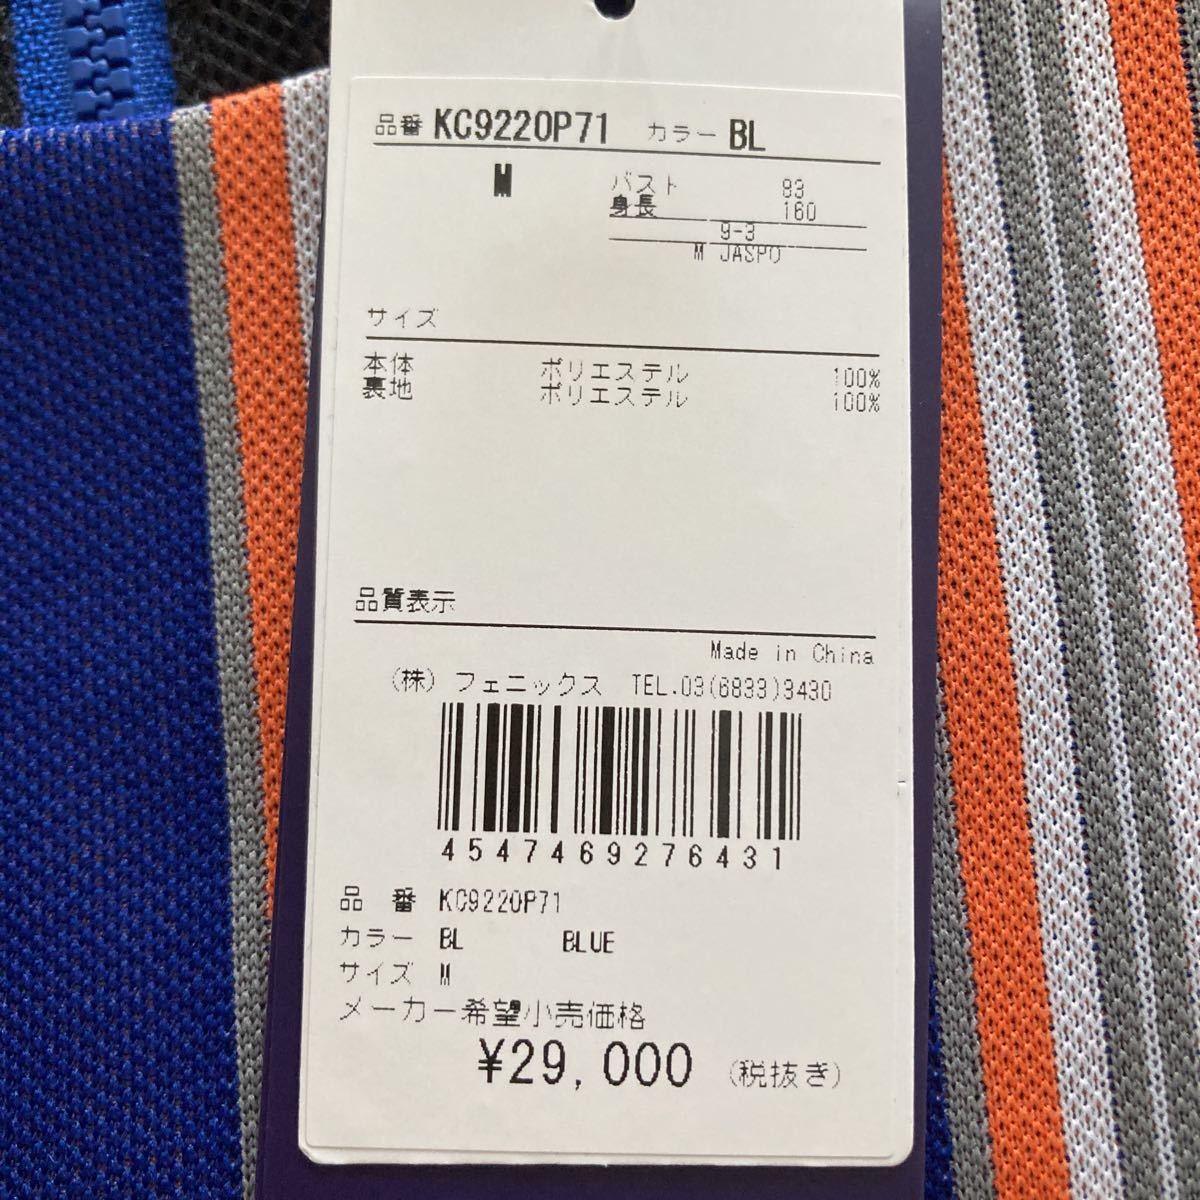 品番 KC9220P71 カラー BL
M
バスト 83
身長 160
9-3
M JASPO
サイズ
本体 ポリエステル 100%
裏地 ポリエステル 100%
品質表示
Made in China
(株) フェニックス TEL.03(6833)3430
4547469276431
品 番 KC9220P71
カラー BL BLUE
サイズ M
メーカー希望小売価格
¥29,000 (税抜き)